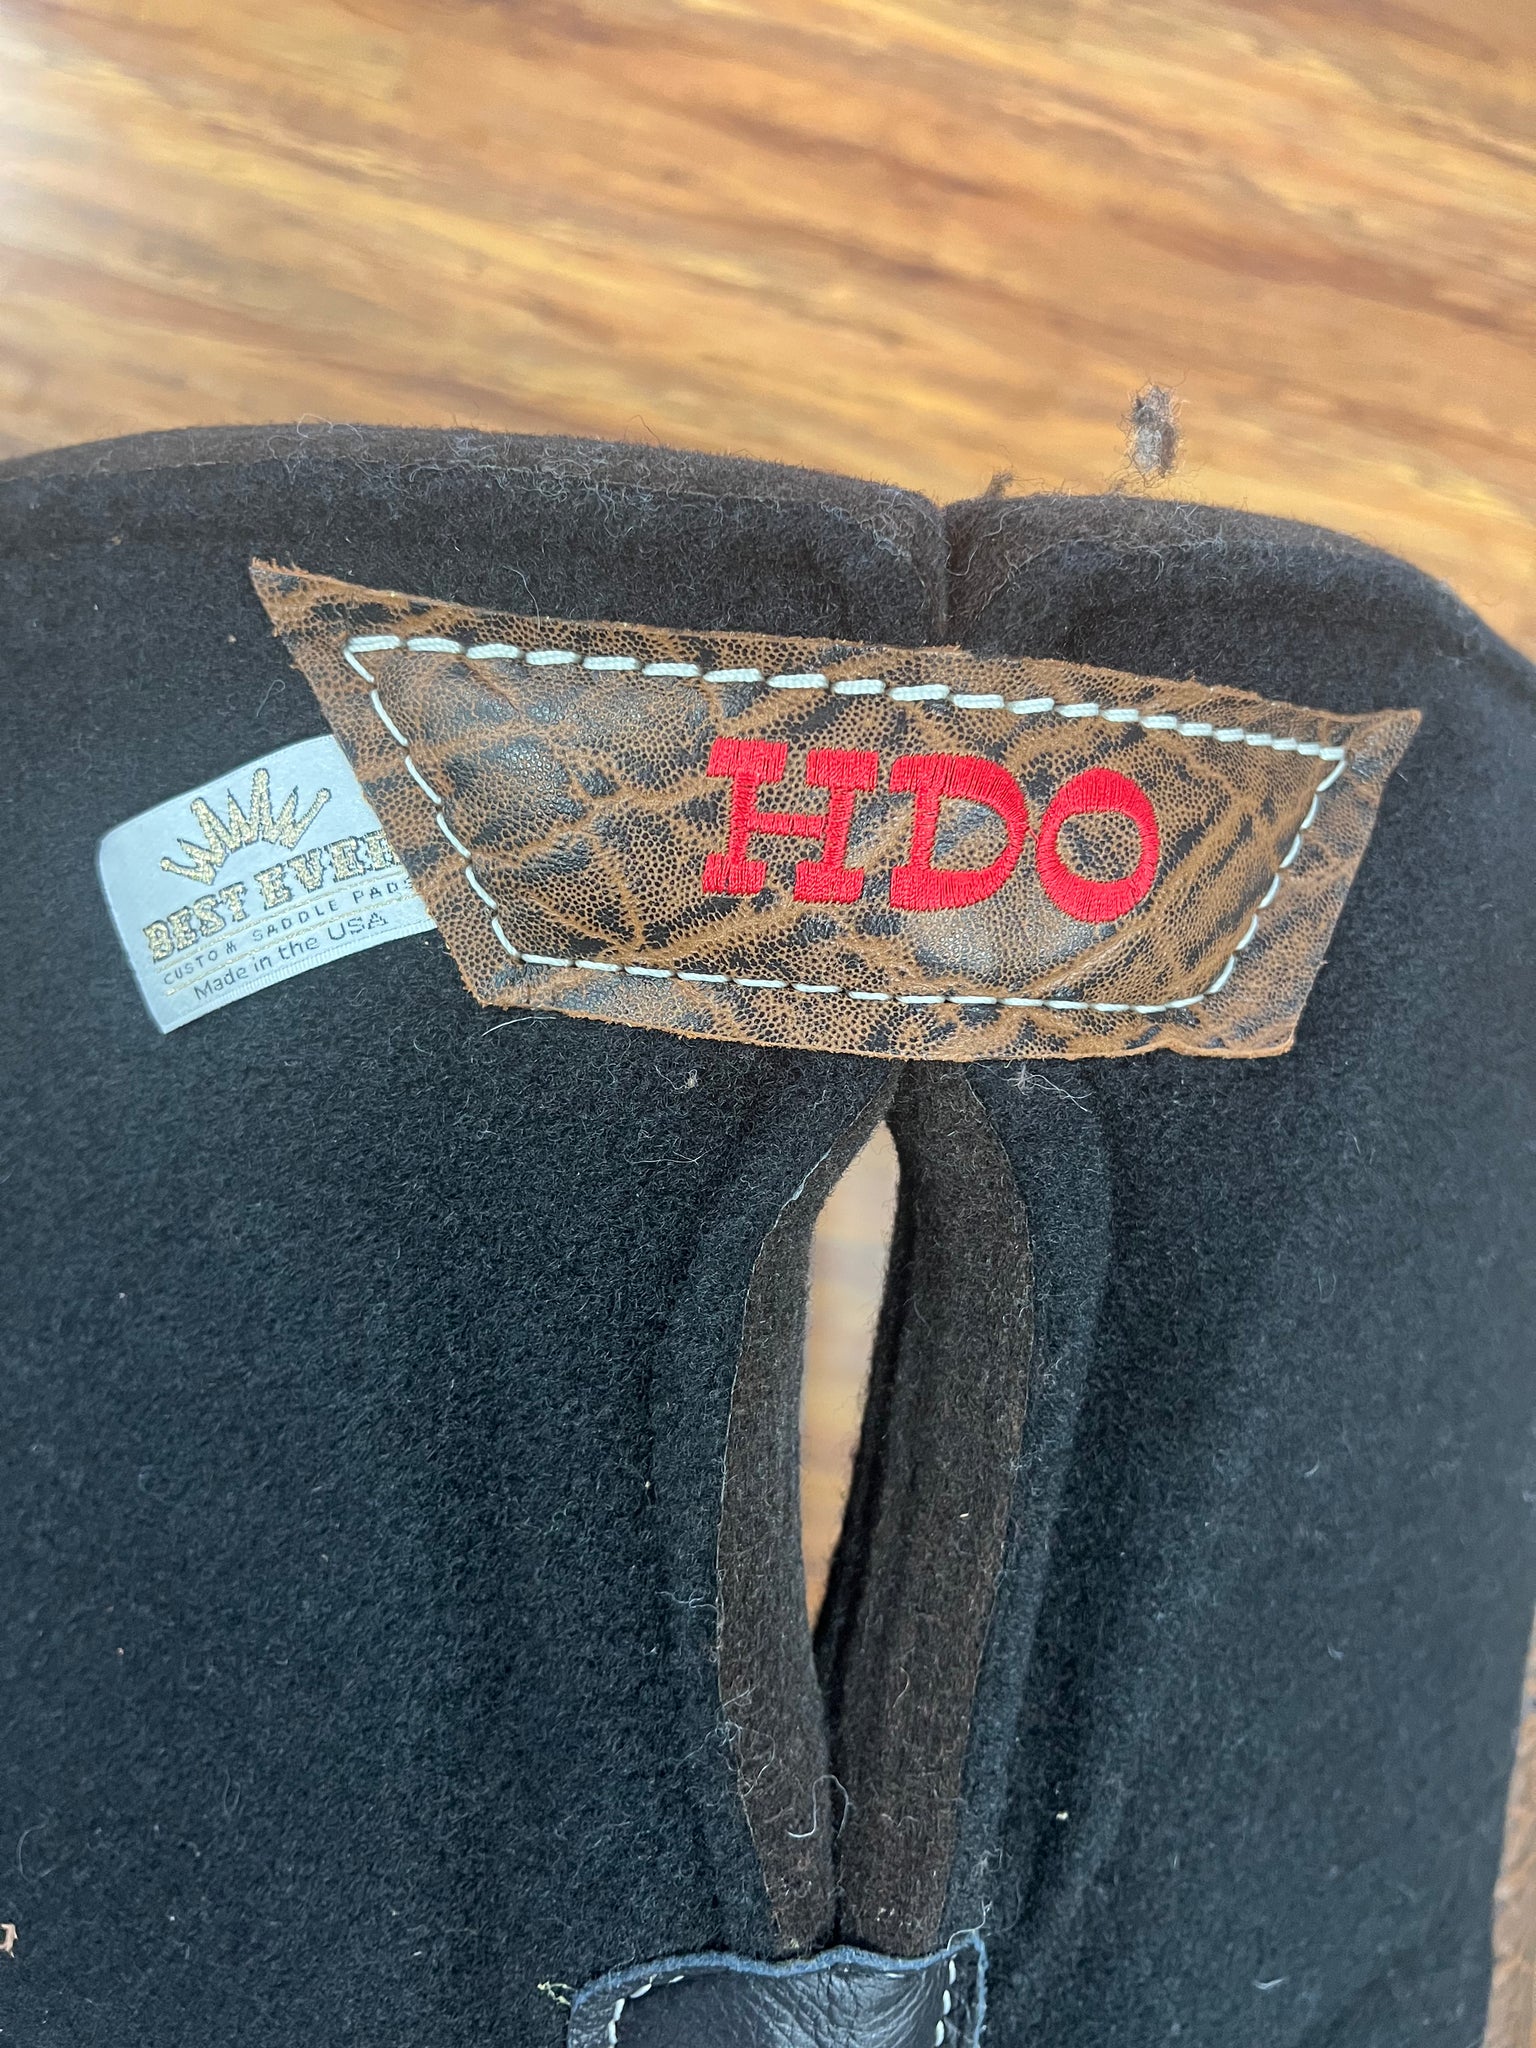 HDO
BEST EVER
CUSTOM SADDLE PADS
Made in the USA